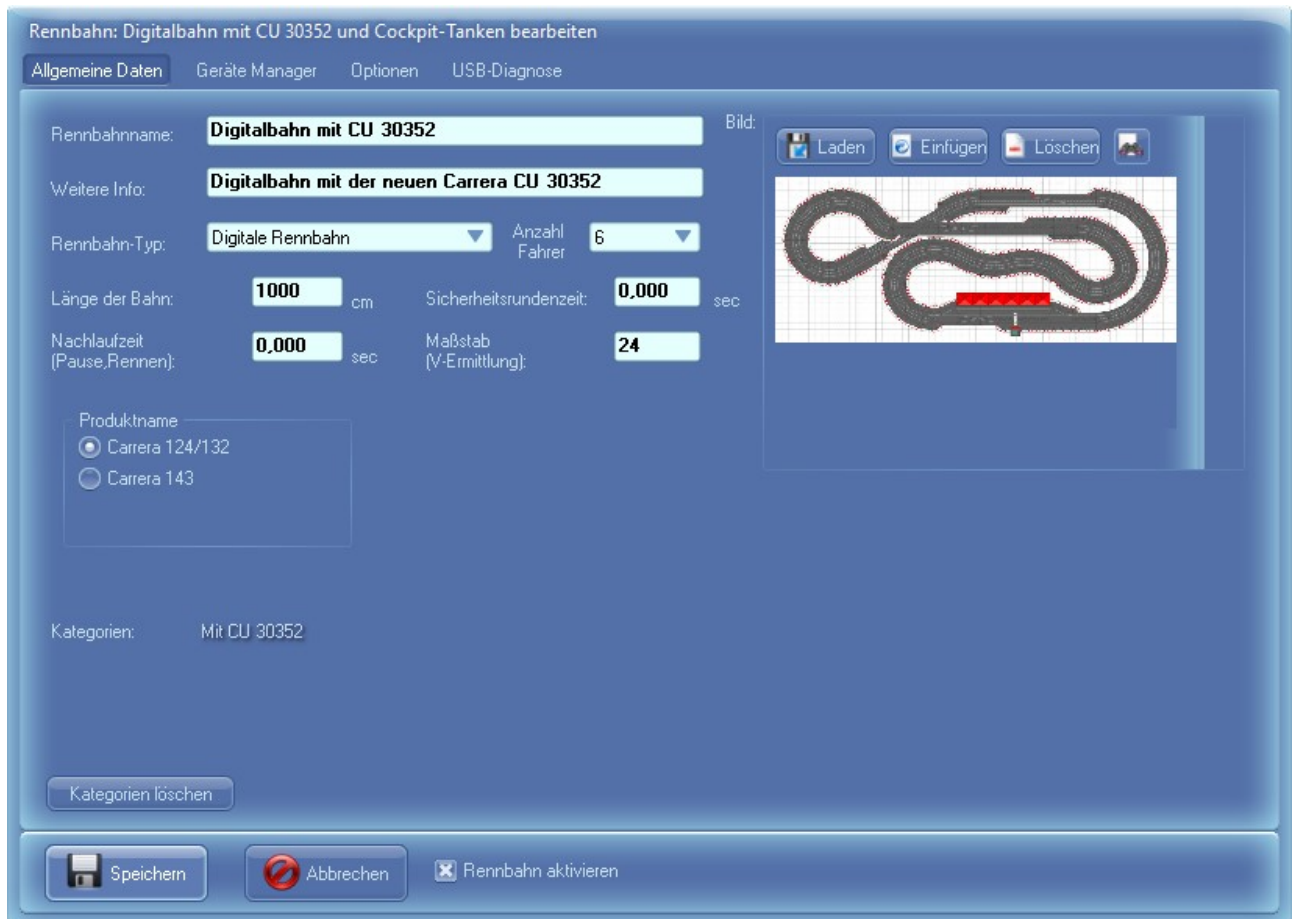 Rennbahn: Digitalbahn mit CU 30352 und Cockpit-Tanken bearbeiten
Allgemeine Daten Geräte Manager Optionen USB-Diagnose
Rennbahnname: Digitalbahn mit CU 30352 Bild:
Laden Einfügen Löschen
Weitere Info: Digitalbahn mit der neuen Carrera CU 30352
Rennbahn-Typ: Digitale Rennbahn Anzahl Fahrer 6
Länge der Bahn: 1000 cm Sicherheitsrundenzeit: 0,000 sec
Nachlaufzeit (Pause,Rennen): 0,000 sec Maßstab (V-Ermittlung): 24
Produktname
Carrera 124/132
Carrera 143
Kategorien: Mit CU 30352
Kategorien löschen
Speichern Abbrechen Rennbahn aktivieren